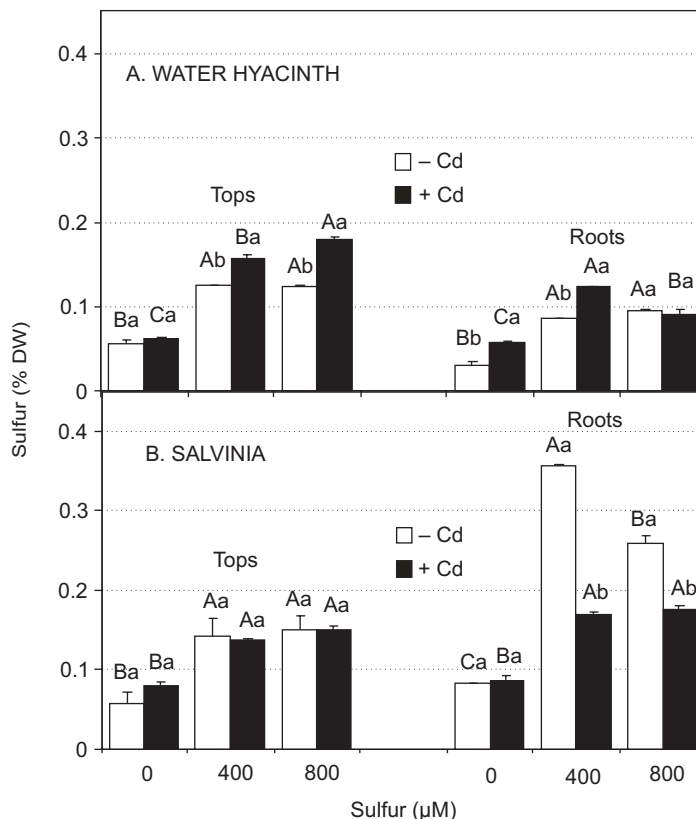 0.4
A. WATER HYACINTH
0.3
– Cd
+ Cd
Tops
Aa
0.2
Ba
Roots
Ab
Ab
Aa
Aa
Ba
Ab
0.1
Ba
Ca
Bb
Ca
0
Sulfur (% DW)
Roots
0.4
B. SALVINIA
Aa
0.3
– Cd
+ Cd
Ba
Tops
0.2
Aa
Aa
Aa
Aa
Ab
Ab
0.1
Ba
Ba
Ca
Ba
0
0
400
800
0
400
800
Sulfur (µM)